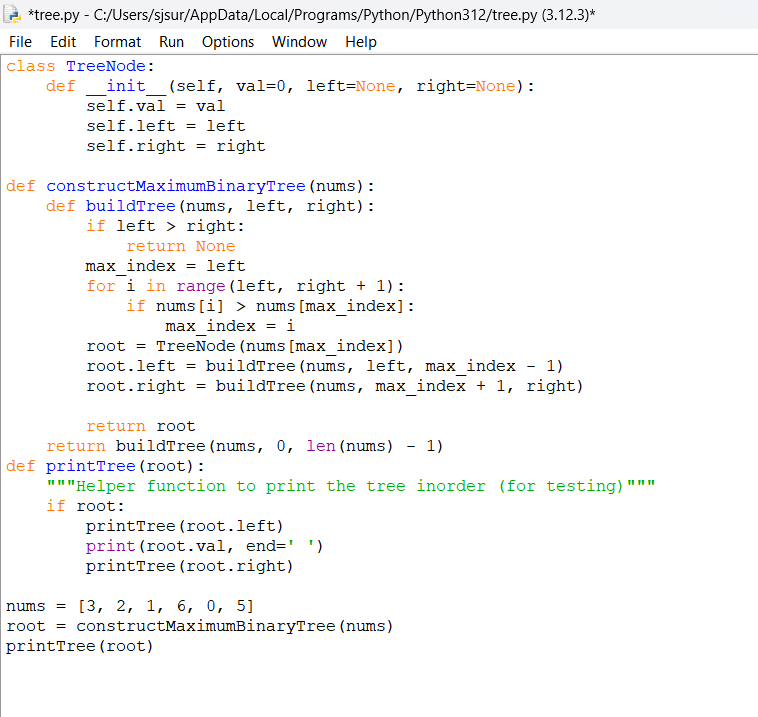 *tree.py - C:/Users/sjsur/AppData/Local/Programs/Python/Python312/tree.py (3.12.3)*
File Edit Format Run Options Window Help
class TreeNode:
    def __init__(self, val=0, left=None, right=None):
        self.val = val
        self.left = left
        self.right = right

def constructMaximumBinaryTree(nums):
    def buildTree(nums, left, right):
        if left > right:
            return None
        max_index = left
        for i in range(left, right + 1):
            if nums[i] > nums[max_index]:
                max_index = i
        root = TreeNode(nums[max_index])
        root.left = buildTree(nums, left, max_index - 1)
        root.right = buildTree(nums, max_index + 1, right)

        return root
    return buildTree(nums, 0, len(nums) - 1)
def printTree(root):
    """Helper function to print the tree inorder (for testing)"""
    if root:
        printTree(root.left)
        print(root.val, end=' ')
        printTree(root.right)

nums = [3, 2, 1, 6, 0, 5]
root = constructMaximumBinaryTree(nums)
printTree(root)